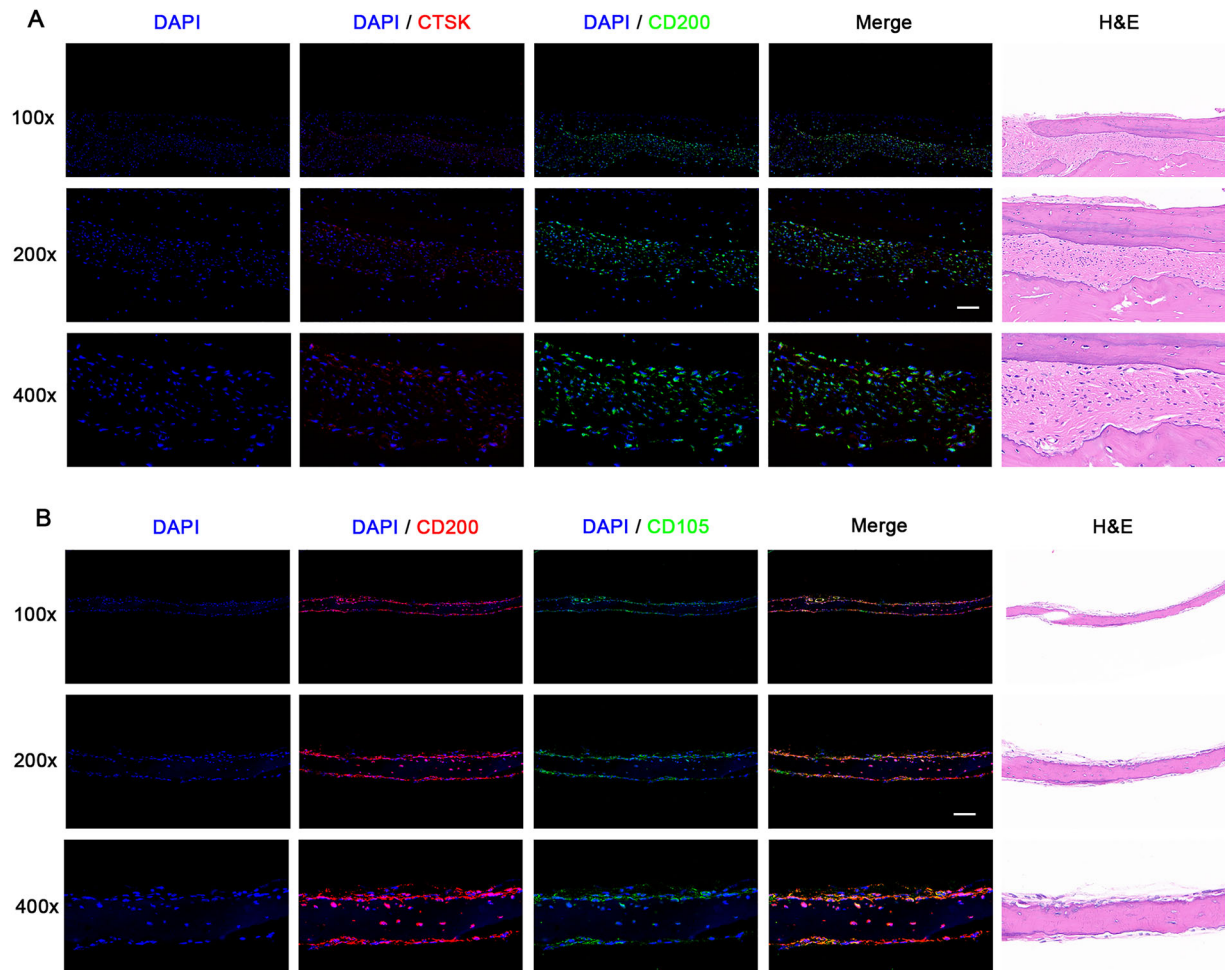 A
DAPI DAPI / CTSK DAPI / CD200 Merge H&E
100x
200x
400x
B
DAPI DAPI / CD200 DAPI / CD105 Merge H&E
100x
200x
400x